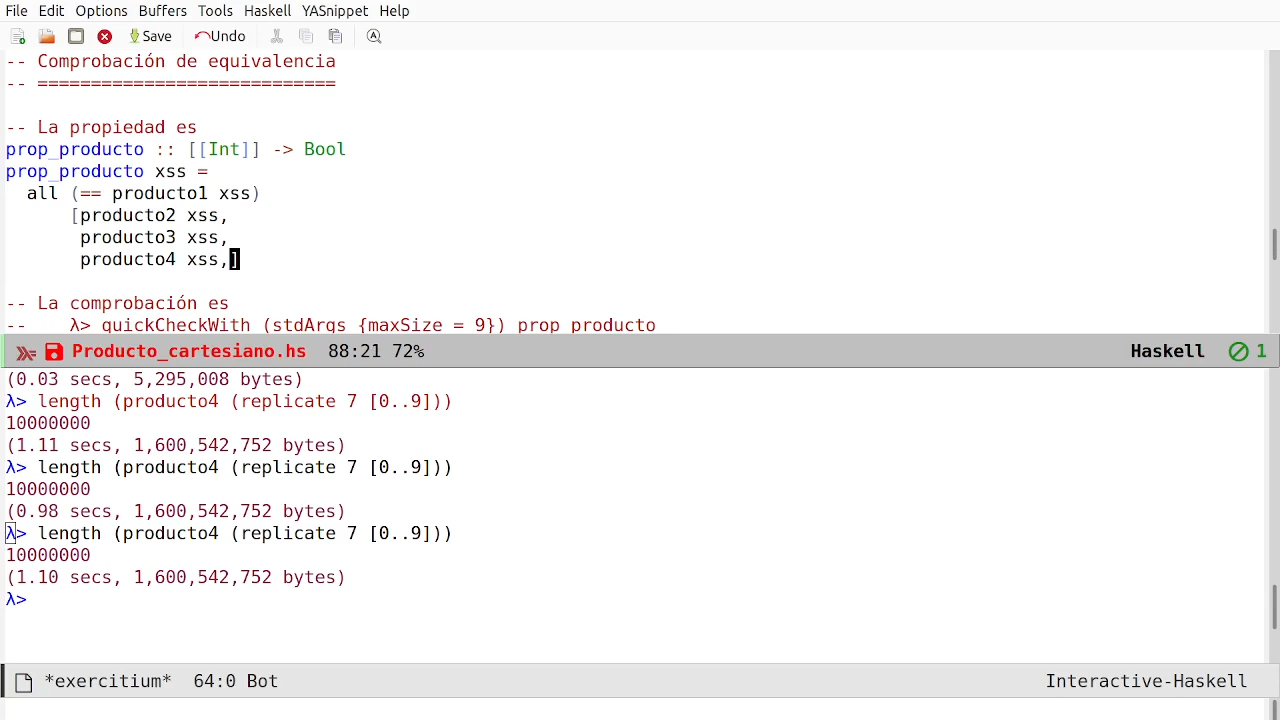 File Edit Options Buffers Tools Haskell YASnippet Help
Save Undo
-- Comprobación de equivalencia
-- ============================
-- La propiedad es
prop_producto :: [[Int]] -> Bool
prop_producto xss =
  all (== producto1 xss)
      [producto2 xss,
       producto3 xss,
       producto4 xss,]
-- La comprobación es
--    λ> quickCheckWith (stdArgs {maxSize = 9}) prop_producto
Producto_cartesiano.hs 88:21 72% Haskell 1
(0.03 secs, 5,295,008 bytes)
λ> length (producto4 (replicate 7 [0..9]))
10000000
(1.11 secs, 1,600,542,752 bytes)
λ> length (producto4 (replicate 7 [0..9]))
10000000
(0.98 secs, 1,600,542,752 bytes)
λ> length (producto4 (replicate 7 [0..9]))
10000000
(1.10 secs, 1,600,542,752 bytes)
λ>
*exercitium* 64:0 Bot Interactive-Haskell